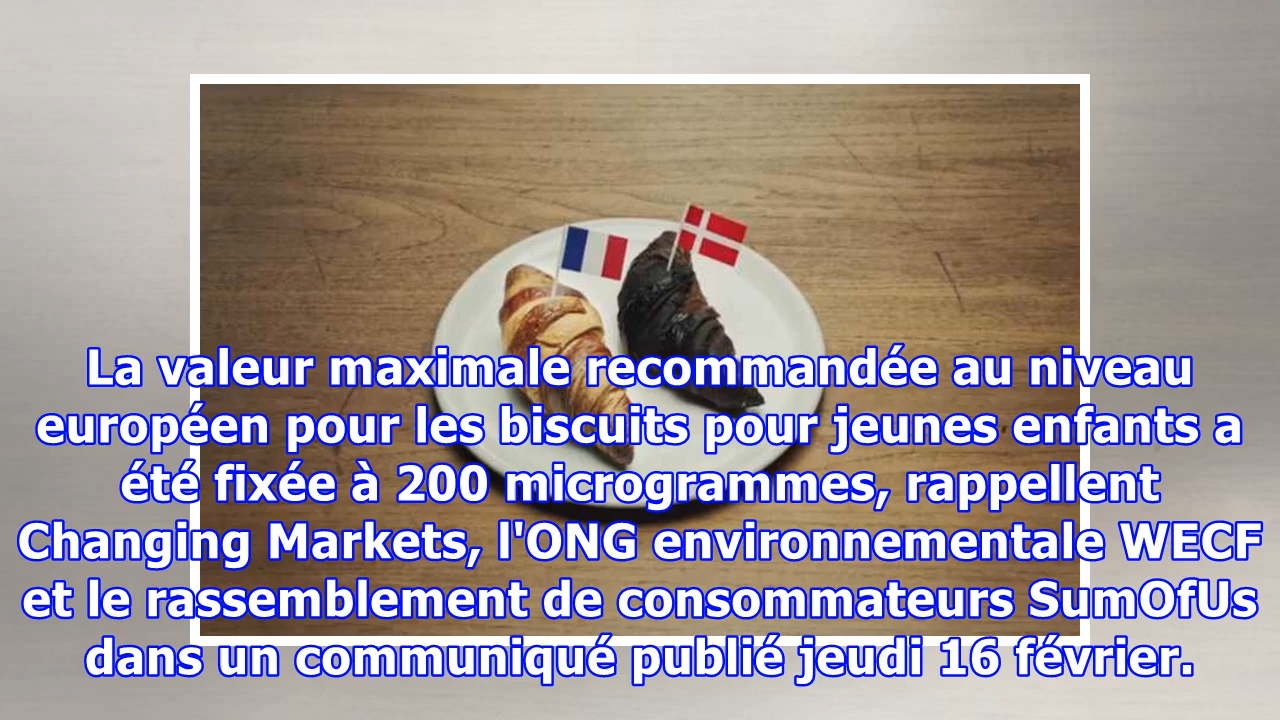 La valeur maximale recommandée au niveau
européen pour les biscuits pour jeunes enfants a
été fixée à 200 microgrammes, rappellent
Changing Markets, l'ONG environnementale WECF
et le rassemblement de consommateurs SumOfUs
dans un communiqué publié jeudi 16 février.